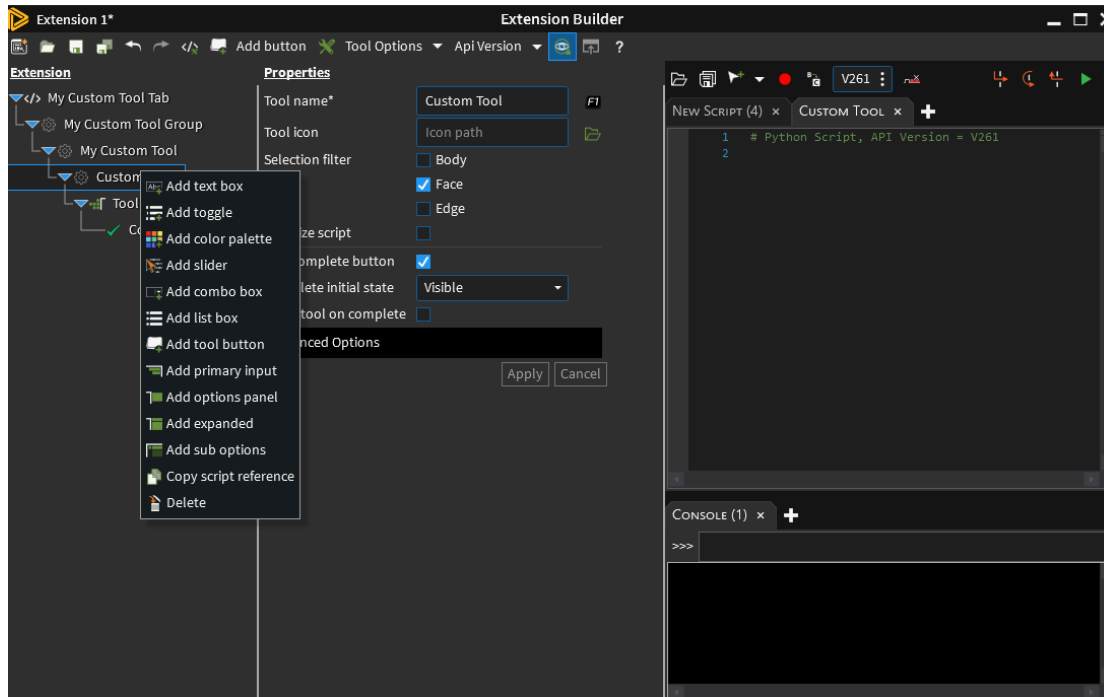 Extension 1*
Extension Builder
Add button Tool Options Api Version ?
Extension
My Custom Tool Tab
My Custom Tool Group
My Custom Tool
Custom
Tool
Co
Add text box
Add toggle
Add color palette
Add slider
Add combo box
Add list box
Add tool button
Add primary input
Add options panel
Add expanded
Add sub options
Copy script reference
Delete
Properties
Tool name* Custom Tool F1
Tool icon Icon path
Selection filter Body
Face
Edge
ze script
omplete button
lete initial state Visible
tool on complete
nced Options
Apply Cancel
V261
New Script (4) × Custom Tool ×
1 # Python Script, API Version = V261
2
Console (1) ×
>>>